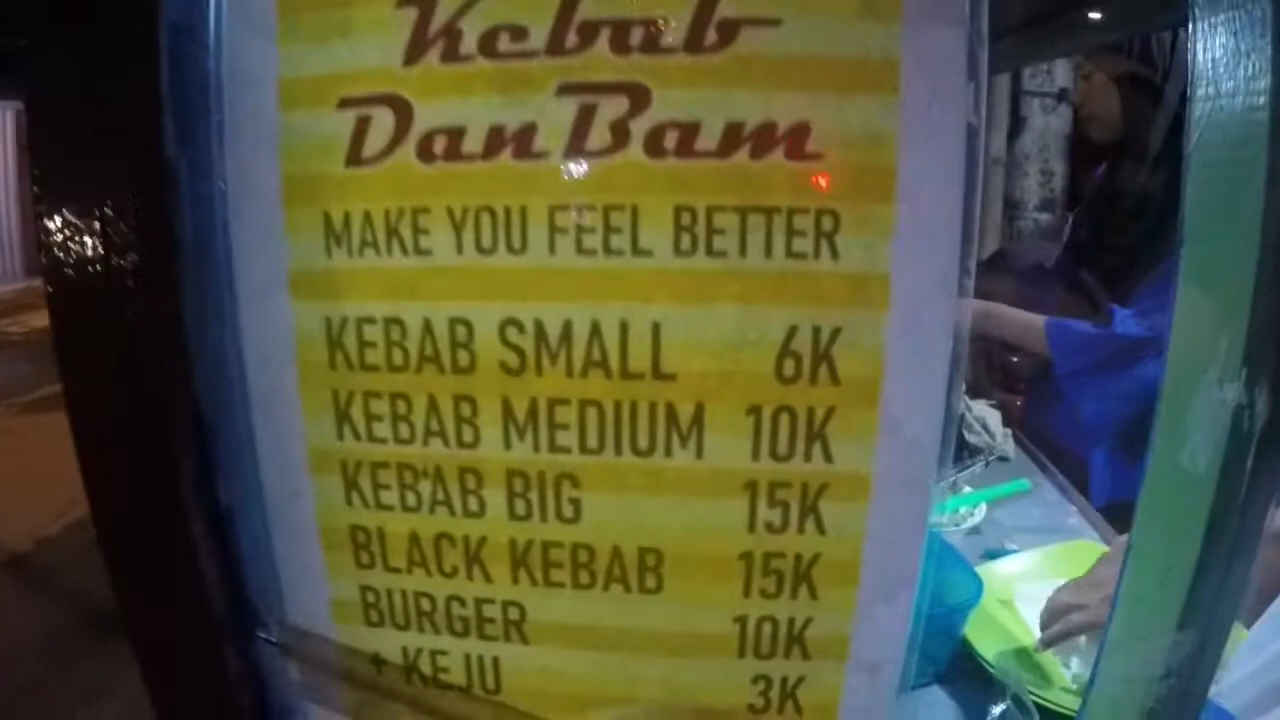 Kebab
Dan Bam
MAKE YOU FEEL BETTER
KEBAB SMALL 6K
KEBAB MEDIUM 10K
KEBAB BIG 15K
BLACK KEBAB 15K
BURGER 10K
+ KEJU 3K